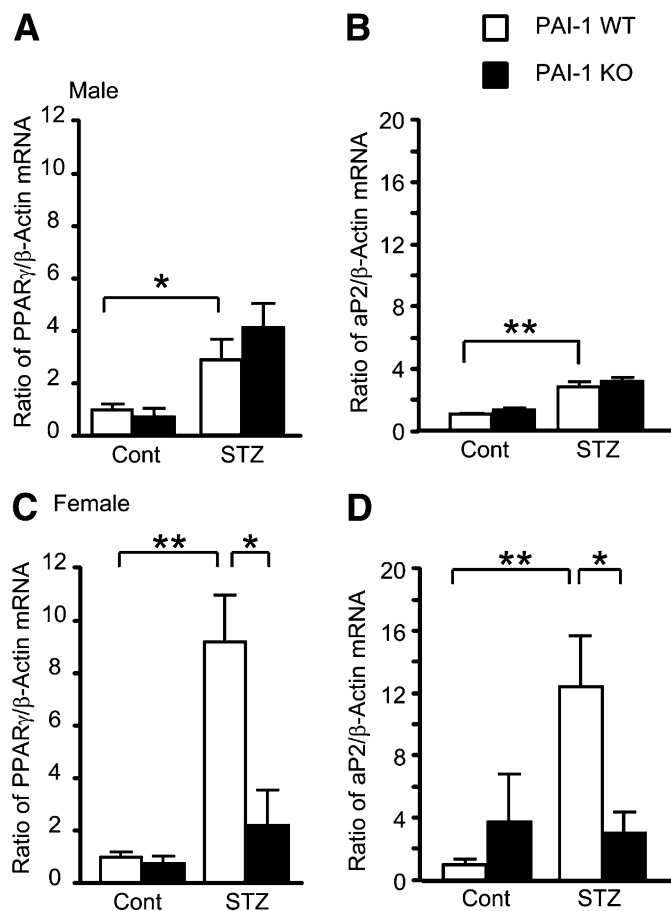 A
B
PAI-1 WT
PAI-1 KO
Male
Ratio of PPARγ/β-Actin mRNA
12
10
8
6
4
2
0
*
Cont
STZ
Ratio of aP2/β-Actin mRNA
20
16
12
8
4
0
**
Cont
STZ
C
Female
D
Ratio of PPARγ/β-Actin mRNA
12
10
8
6
4
2
0
**
*
Cont
STZ
Ratio of aP2/β-Actin mRNA
20
16
12
8
4
0
**
*
Cont
STZ